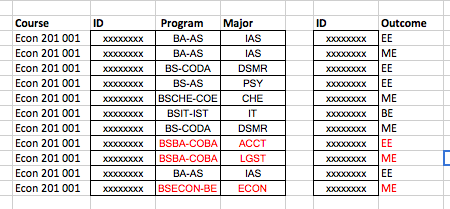 Course ID Program Major ID Outcome
Econ 201 001 xxxxxxxx BA-AS IAS xxxxxxxx EE
Econ 201 001 xxxxxxxx BA-AS IAS xxxxxxxx ME
Econ 201 001 xxxxxxxx BS-CODA DSMR xxxxxxxx EE
Econ 201 001 xxxxxxxx BS-AS PSY xxxxxxxx EE
Econ 201 001 xxxxxxxx BSCHE-COE CHE xxxxxxxx ME
Econ 201 001 xxxxxxxx BSIT-IST IT xxxxxxxx BE
Econ 201 001 xxxxxxxx BS-CODA DSMR xxxxxxxx ME
Econ 201 001 xxxxxxxx BSBA-COBA ACCT xxxxxxxx EE
Econ 201 001 xxxxxxxx BSBA-COBA LGST xxxxxxxx ME
Econ 201 001 xxxxxxxx BA-AS IAS xxxxxxxx EE
Econ 201 001 xxxxxxxx BSECON-BE ECON xxxxxxxx ME